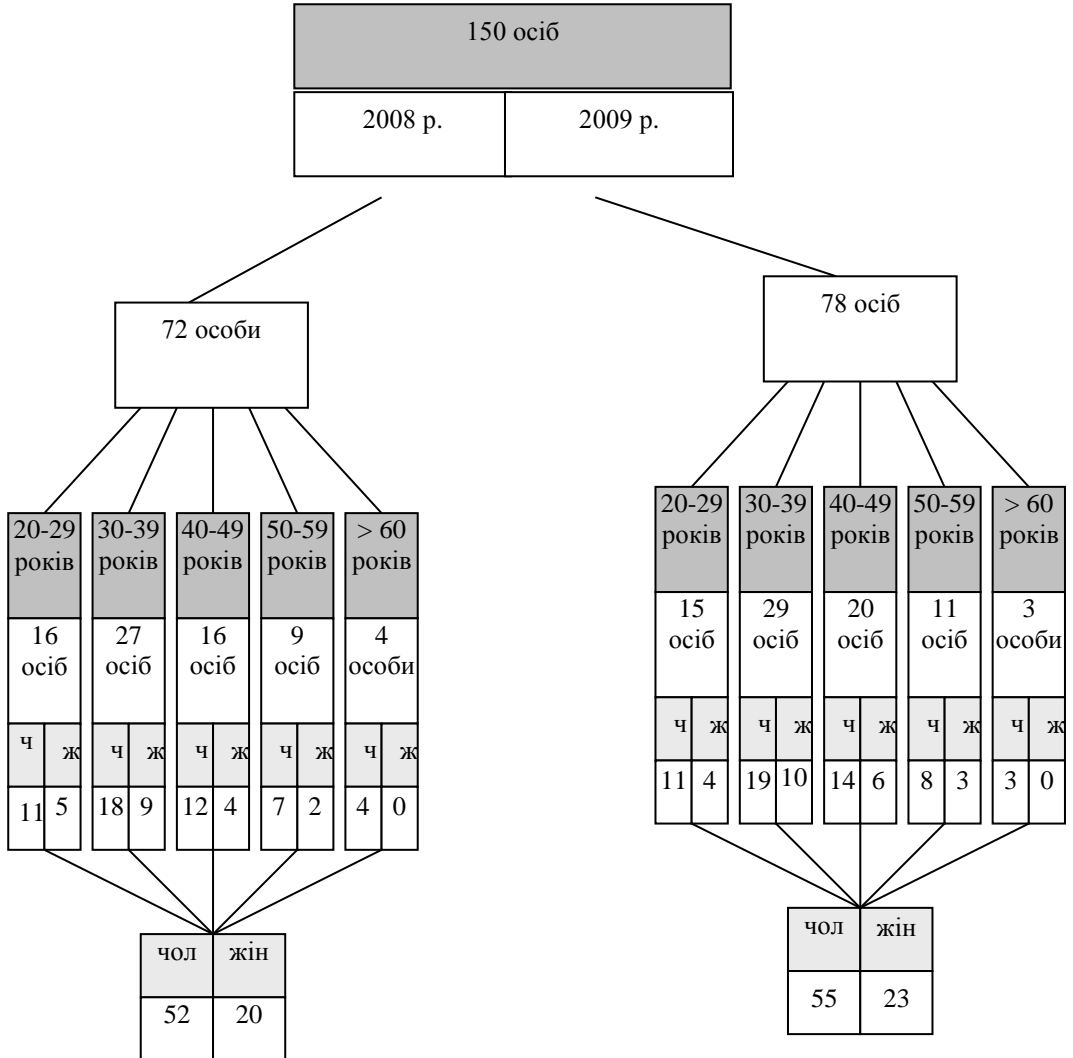 150 осіб
2008 р. 2009 р.
72 особи
20-29 років 30-39 років 40-49 років 50-59 років > 60 років
16 осіб 27 осіб 16 осіб 9 осіб 4 особи
ч ж ч ж ч ж ч ж ч ж
11 5 18 9 12 4 7 2 4 0
чол жін
52 20
78 осіб
20-29 років 30-39 років 40-49 років 50-59 років > 60 років
15 осіб 29 осіб 20 осіб 11 осіб 3 особи
ч ж ч ж ч ж ч ж ч ж
11 4 19 10 14 6 8 3 3 0
чол жін
55 23